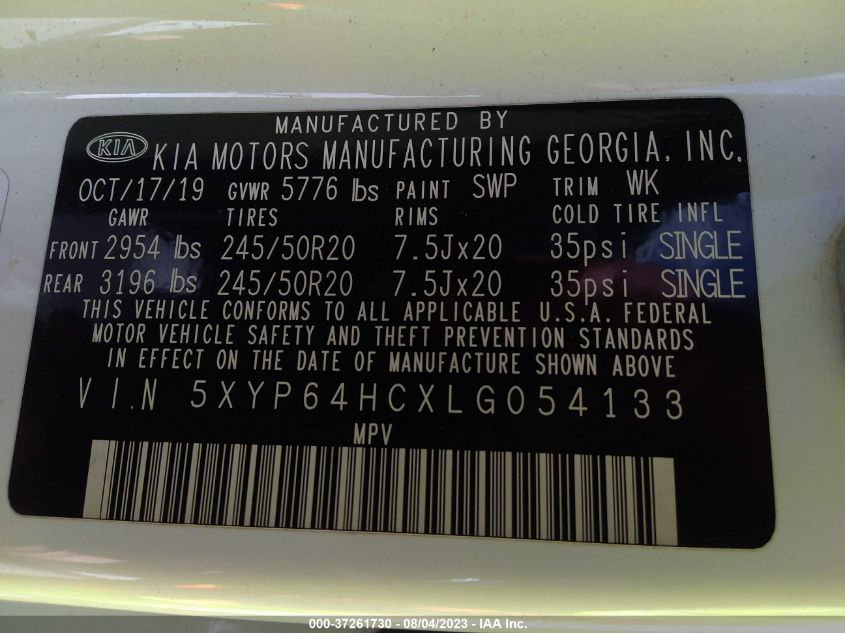 MANUFACTURED BY
KIA KIA MOTORS MANUFACTURING GEORGIA, INC.
OCT/17/19 GVWR 5776 lbs PAINT SWP TRIM WK
GAWR TIRES RIMS COLD TIRE INFL
FRONT 2954 lbs 245/50R20 7.5Jx20 35psi SINGLE
REAR 3196 lbs 245/50R20 7.5Jx20 35psi SINGLE
THIS VEHICLE CONFORMS TO ALL APPLICABLE U.S.A. FEDERAL
MOTOR VEHICLE SAFETY AND THEFT PREVENTION STANDARDS
IN EFFECT ON THE DATE OF MANUFACTURE SHOWN ABOVE
VI.N 5XYP64HCXLG054133
MPV
000-37261730 - 08/04/2023 - IAA Inc.